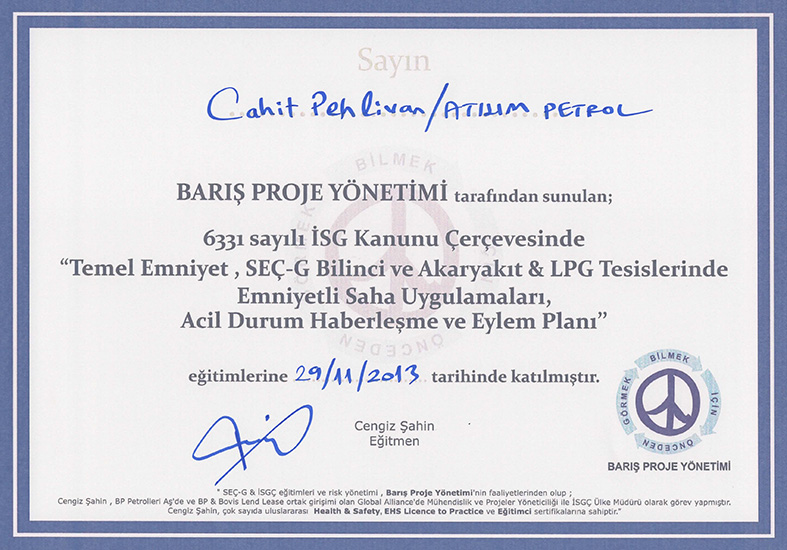 Sayın
Cahit Pehlivan/ATILIM PETROL
BARIŞ PROJE YÖNETİMİ tarafından sunulan;
6331 sayılı İSG Kanunu Çerçevesinde
“Temel Emniyet , SEÇ-G Bilinci ve Akaryakıt & LPG Tesislerinde
Emniyetli Saha Uygulamaları,
Acil Durum Haberleşme ve Eylem Planı”
eğitimlerine 29/11/2013 tarihinde katılmıştır.
Cengiz Şahin
Eğitmen
BİLMEK İÇİN ÖNCEDEN GÖRMEK
BİLMEK İÇİN ÖNCEDEN GÖRMEK
BARIŞ PROJE YÖNETİMİ
" SEÇ-G & İSGÇ eğitimleri ve risk yönetimi , Barış Proje Yönetimi'nin faaliyetlerinden olup ;
Cengiz Şahin , BP Petrolleri Aş'de ve BP & Bovis Lend Lease ortak girişimi olan Global Alliance'de Mühendislik ve Projeler Yöneticiliği ile İSGÇ Ülke Müdürü olarak görev yapmıştır.
Cengiz Şahin, çok sayıda uluslararası Health & Safety, EHS Licence to Practice ve Eğitimci sertifikalarına sahiptir."